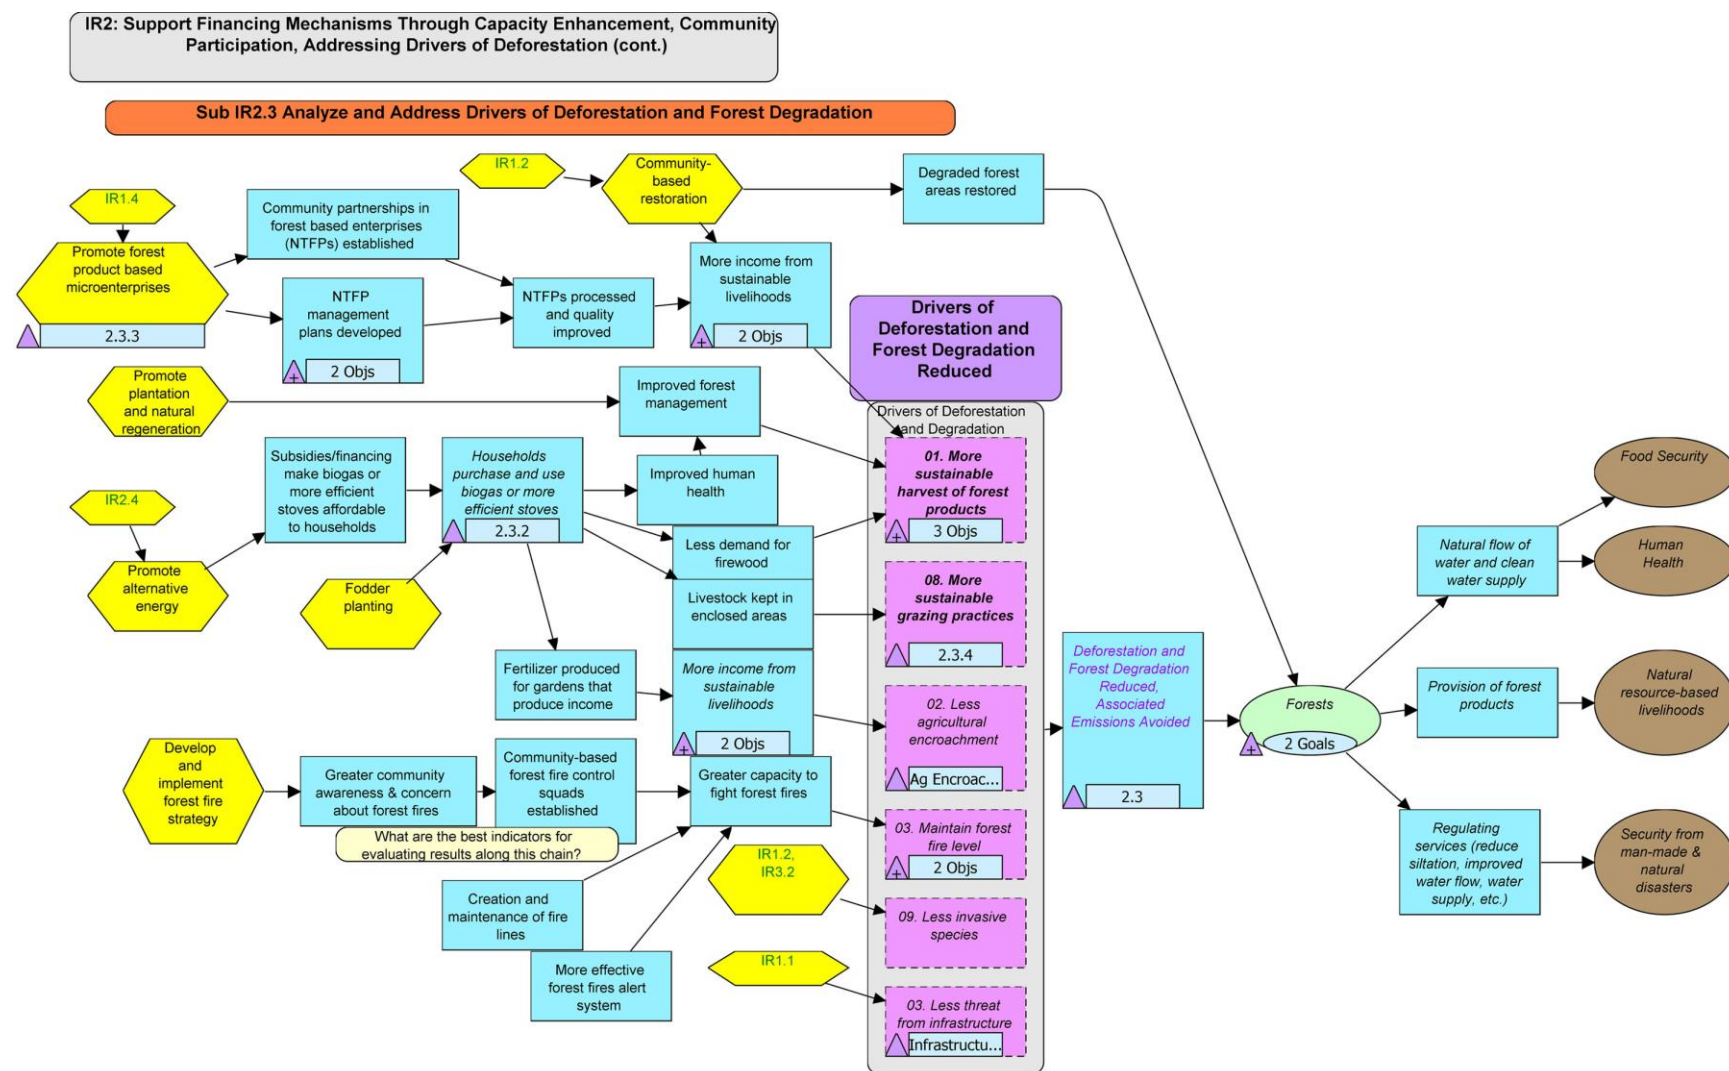 IR2: Support Financing Mechanisms Through Capacity Enhancement, Community
Participation, Addressing Drivers of Deforestation (cont.)
Sub IR2.3 Analyze and Address Drivers of Deforestation and Forest Degradation
IR1.2
Community-
based
restoration
Degraded forest
areas restored
IR1.4
Community partnerships in
forest based enterprises
(NTFPs) established
Promote forest
product based
microenterprises
2.3.3
NTFP
management
plans developed
2 Objs
NTFPs processed
and quality
improved
More income from
sustainable
livelihoods
2 Objs
Drivers of
Deforestation and
Forest Degradation
Reduced
Promote
plantation
and natural
regeneration
Improved forest
management
Drivers of Deforestation
and Degradation
Subsidies/financing
make biogas or
more efficient
stoves affordable
to households
Households
purchase and use
biogas or more
efficient stoves
2.3.2
Improved human
health
01. More
sustainable
harvest of forest
products
3 Objs
IR2.4
Promote
alternative
energy
Fodder
planting
Less demand for
firewood
Livestock kept in
enclosed areas
08. More
sustainable
grazing practices
2.3.4
Fertilizer produced
for gardens that
produce income
More income from
sustainable
livelihoods
2 Objs
02. Less
agricultural
encroachment
Ag Encroac...
Deforestation and
Forest Degradation
Reduced,
Associated
Emissions Avoided
2.3
Forests
2 Goals
Natural flow of
water and clean
water supply
Food Security
Human
Health
Provision of forest
products
Natural
resource-based
livelihoods
Regulating
services (reduce
siltation, improved
water flow, water
supply, etc.)
Security from
man-made &
natural
disasters
Develop
and
implement
forest fire
strategy
Greater community
awareness & concern
about forest fires
Community-based
forest fire control
squads
established
Greater capacity to
fight forest fires
What are the best indicators for
evaluating results along this chain?
03. Maintain forest
fire level
2 Objs
IR1.2,
IR3.2
Creation and
maintenance of fire
lines
09. Less invasive
species
More effective
forest fires alert
system
IR1.1
03. Less threat
from infrastructure
Infrastructu...